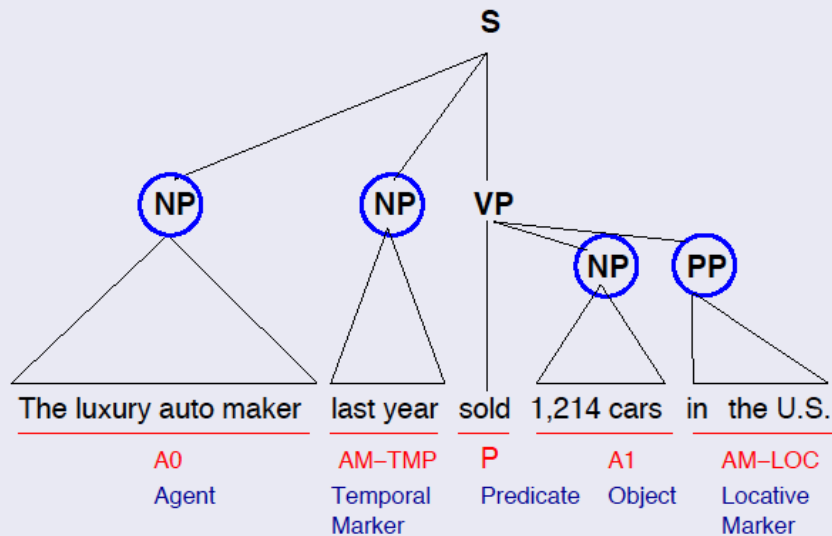 S
NP NP VP
NP PP
The luxury auto maker last year sold 1,214 cars in the U.S.
A0 AM–TMP P A1 AM–LOC
Agent Temporal Predicate Object Locative
Marker Marker